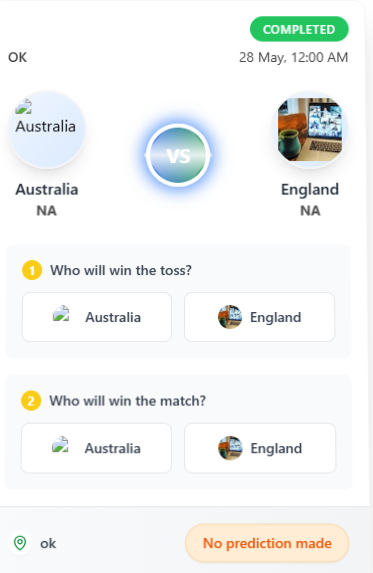 COMPLETED
OK 28 May, 12:00 AM
Australia
VS
Australia England
NA NA
1 Who will win the toss?
Australia England
2 Who will win the match?
Australia England
ok No prediction made